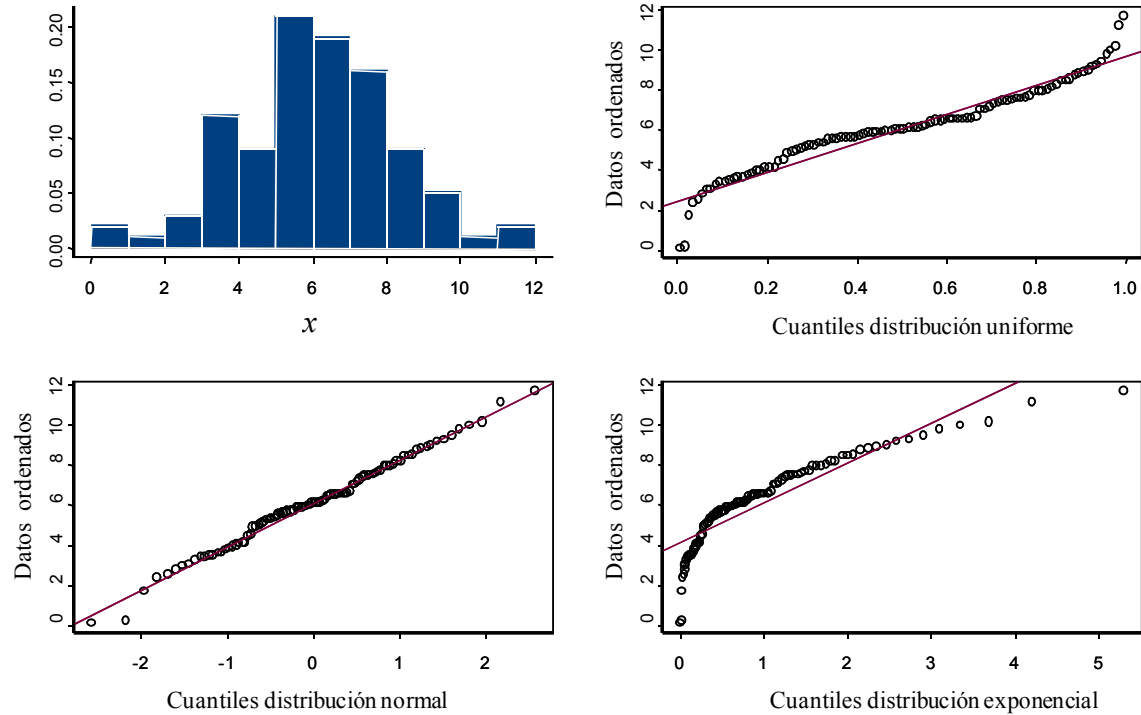 0.20
0.15
0.10
0.05
0.00
0 2 4 6 8 10 12
x
Datos ordenados
12
10
8
6
4
2
0
0.0 0.2 0.4 0.6 0.8 1.0
Cuantiles distribución uniforme
Datos ordenados
12
10
8
6
4
2
0
-2 -1 0 1 2
Cuantiles distribución normal
Datos ordenados
12
10
8
6
4
2
0
0 1 2 3 4 5
Cuantiles distribución exponencial